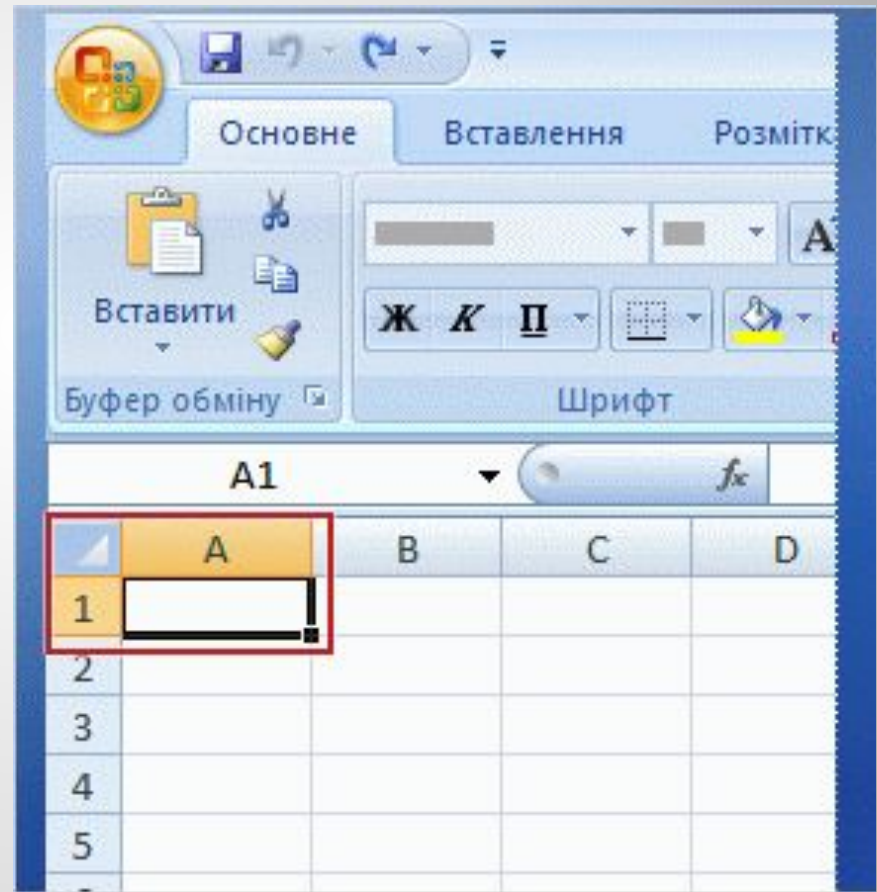 Основне Вставлення Розмітк
A
Вставити
Ж К П
Буфер обміну Шрифт
A1 fx
A B C D
1
2
3
4
5